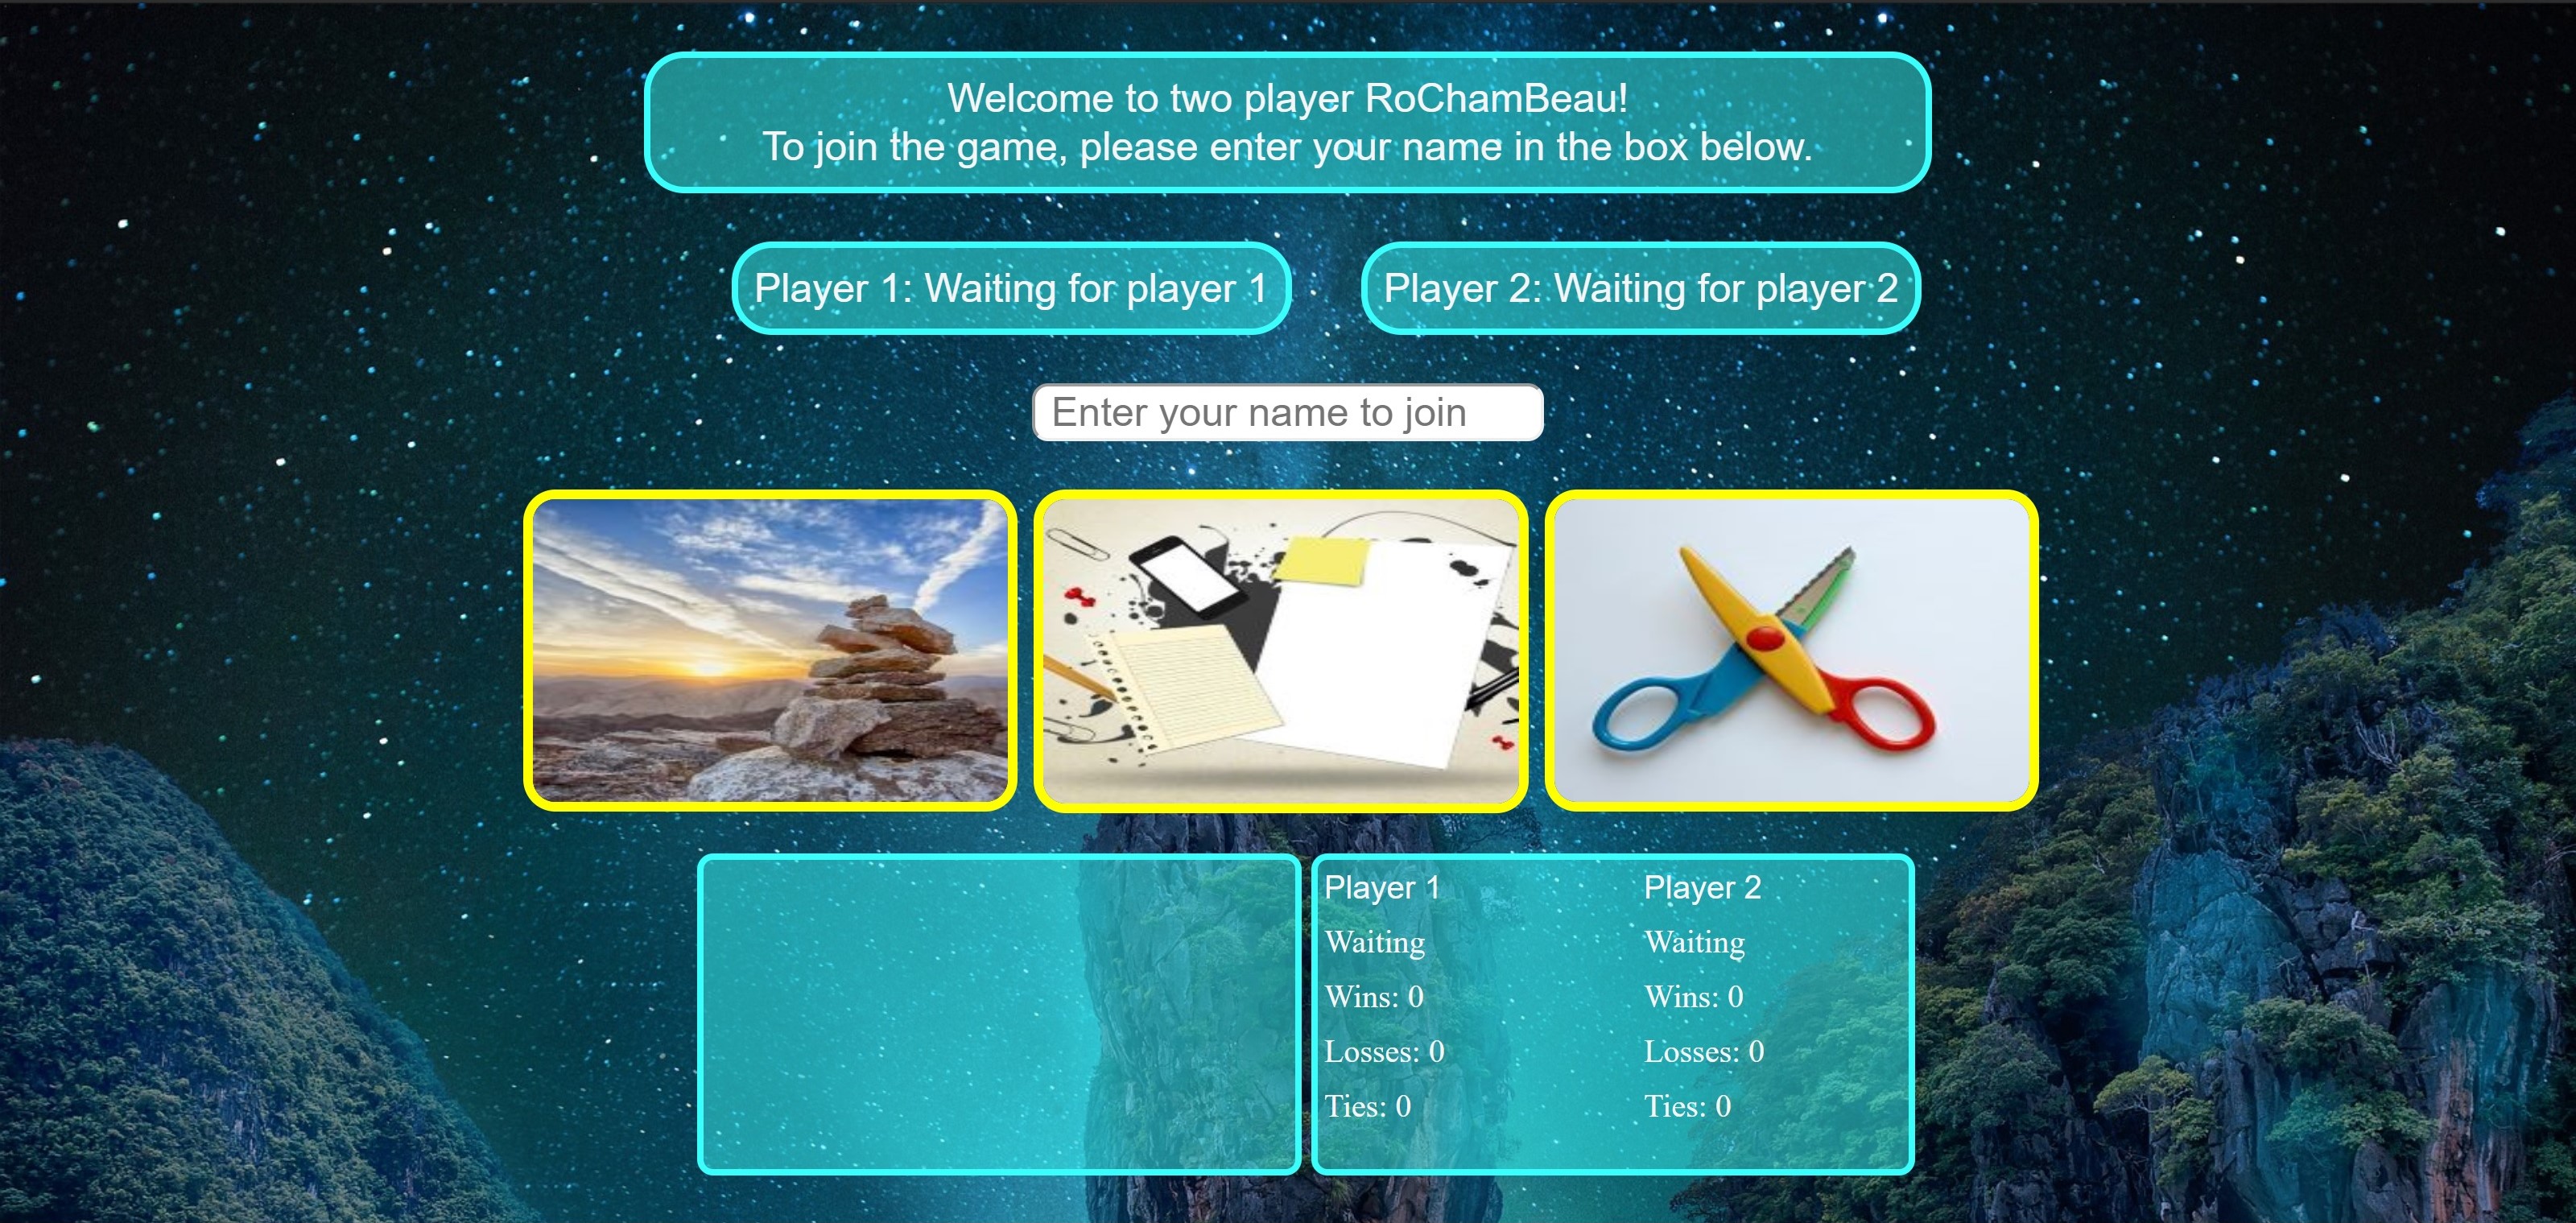 Welcome to two player RoChamBeau!
To join the game, please enter your name in the box below.
Player 1: Waiting for player 1
Player 2: Waiting for player 2
Enter your name to join
Player 1
Waiting
Wins: 0
Losses: 0
Ties: 0
Player 2
Waiting
Wins: 0
Losses: 0
Ties: 0